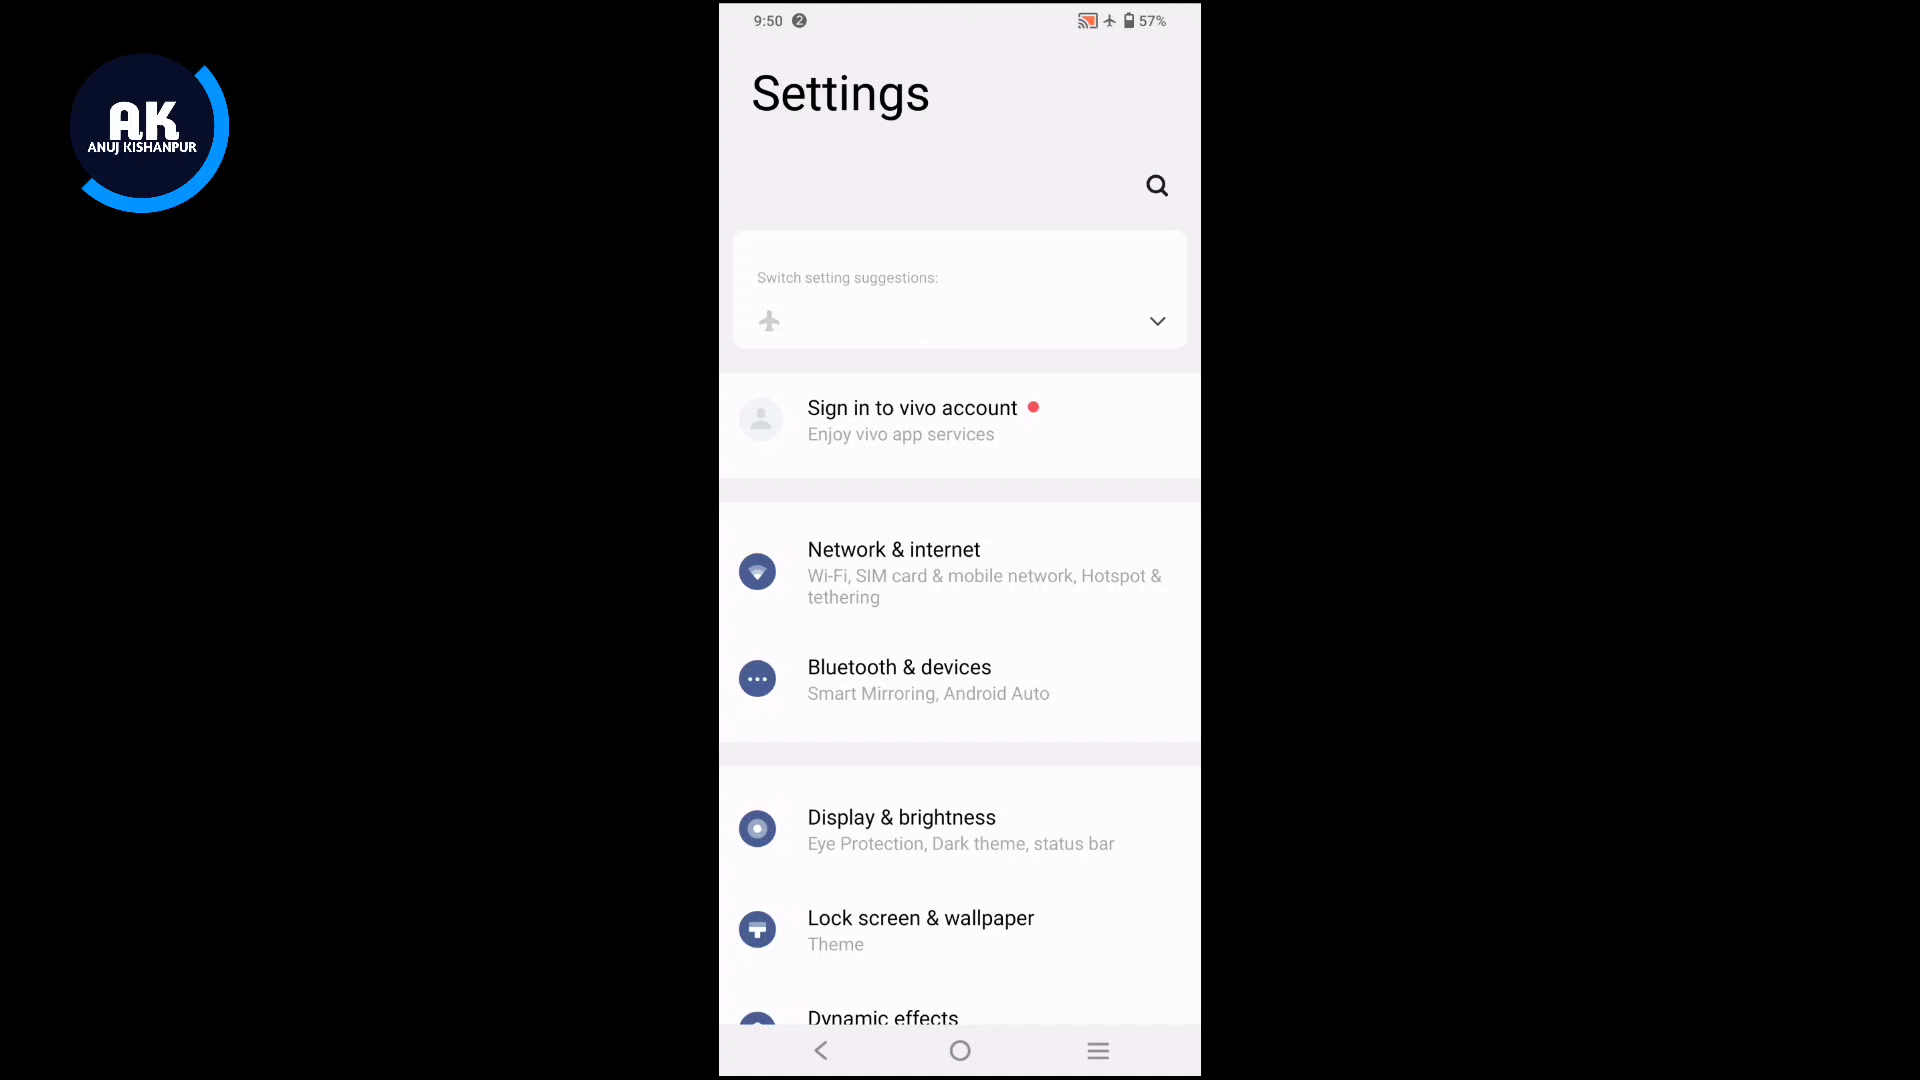 AK
ANUJ KISHANPUR
9:50 2 57%
Settings
Switch setting suggestions:
Sign in to vivo account
Enjoy vivo app services
Network & internet
Wi-Fi, SIM card & mobile network, Hotspot &
tethering
Bluetooth & devices
Smart Mirroring, Android Auto
Display & brightness
Eye Protection, Dark theme, status bar
Lock screen & wallpaper
Theme
Dynamic effects